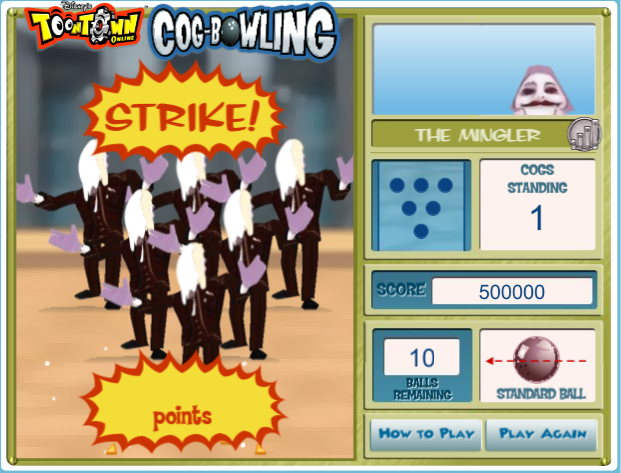 Disney's
TOONTOWN
ONLINE
COG-BOWLING
STRIKE!
points
THE MINGLER
COGS
STANDING
1
SCORE
500000
10
BALLS
REMAINING
STANDARD BALL
HOW TO PLAY
PLAY AGAIN